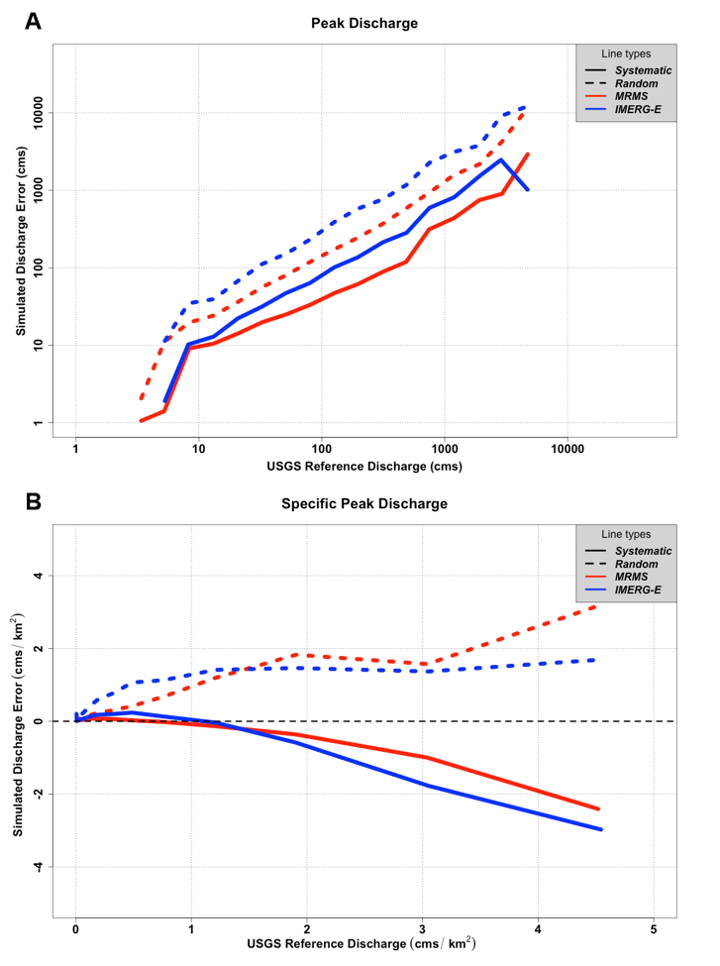 A
Peak Discharge
Line types
Systematic
Random
MRMS
IMERG-E
Simulated Discharge Error (cms)
10000
1000
100
10
1
1 10 100 1000 10000
USGS Reference Discharge (cms)
B
Specific Peak Discharge
Line types
Systematic
Random
MRMS
IMERG-E
Simulated Discharge Error (cms/ km²)
4
2
0
-2
-4
0 1 2 3 4 5
USGS Reference Discharge (cms/ km²)